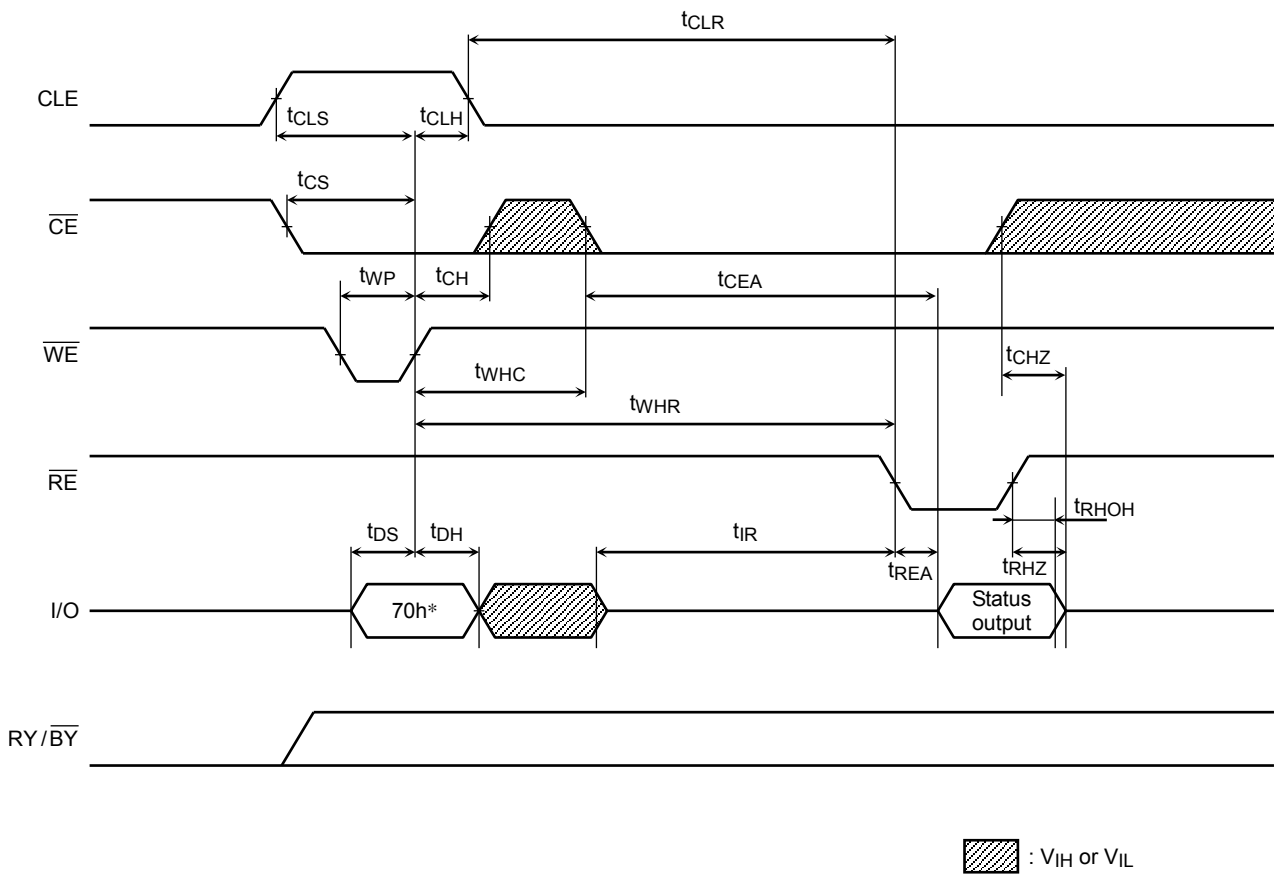 tCLR
CLE
tCLS
tCLH
tCS
CE
tWP
tCH
tCEA
WE
tCHZ
tWHC
tWHR
RE
tRHOH
tDS
tDH
tIR
tREA
tRHZ
I/O
70h*
Status
output
RY/BY
: VIH or VIL